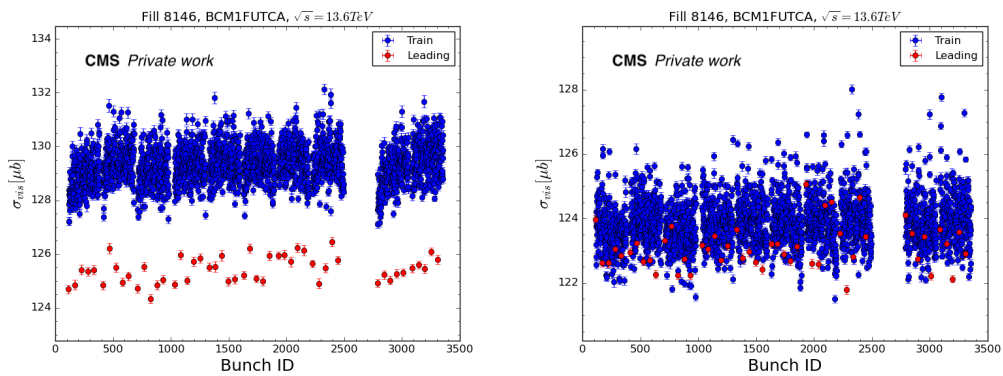 Fill 8146, BCM1FUTCA, √s = 13.6TeV
CMS Private work
Train
Leading
134
132
130
128
126
124
σ_vis [μb]
0 500 1000 1500 2000 2500 3000 3500
Bunch ID
Fill 8146, BCM1FUTCA, √s = 13.6TeV
CMS Private work
Train
Leading
128
126
124
122
σ_vis [μb]
0 500 1000 1500 2000 2500 3000 3500
Bunch ID